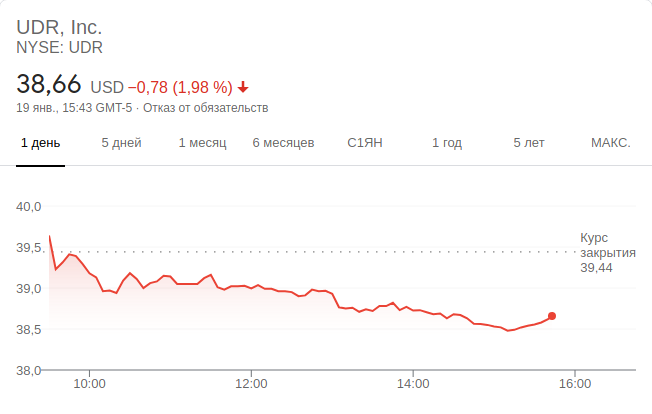 UDR, Inc.
NYSE: UDR
38,66 USD −0,78 (1,98 %)
19 янв., 15:43 GMT-5 · Отказ от обязательств
1 день 5 дней 1 месяц 6 месяцев С1ЯН 1 год 5 лет МАКС.
40,0
39,5
39,0
38,5
38,0
Курс
закрытия
39,44
10:00 12:00 14:00 16:00